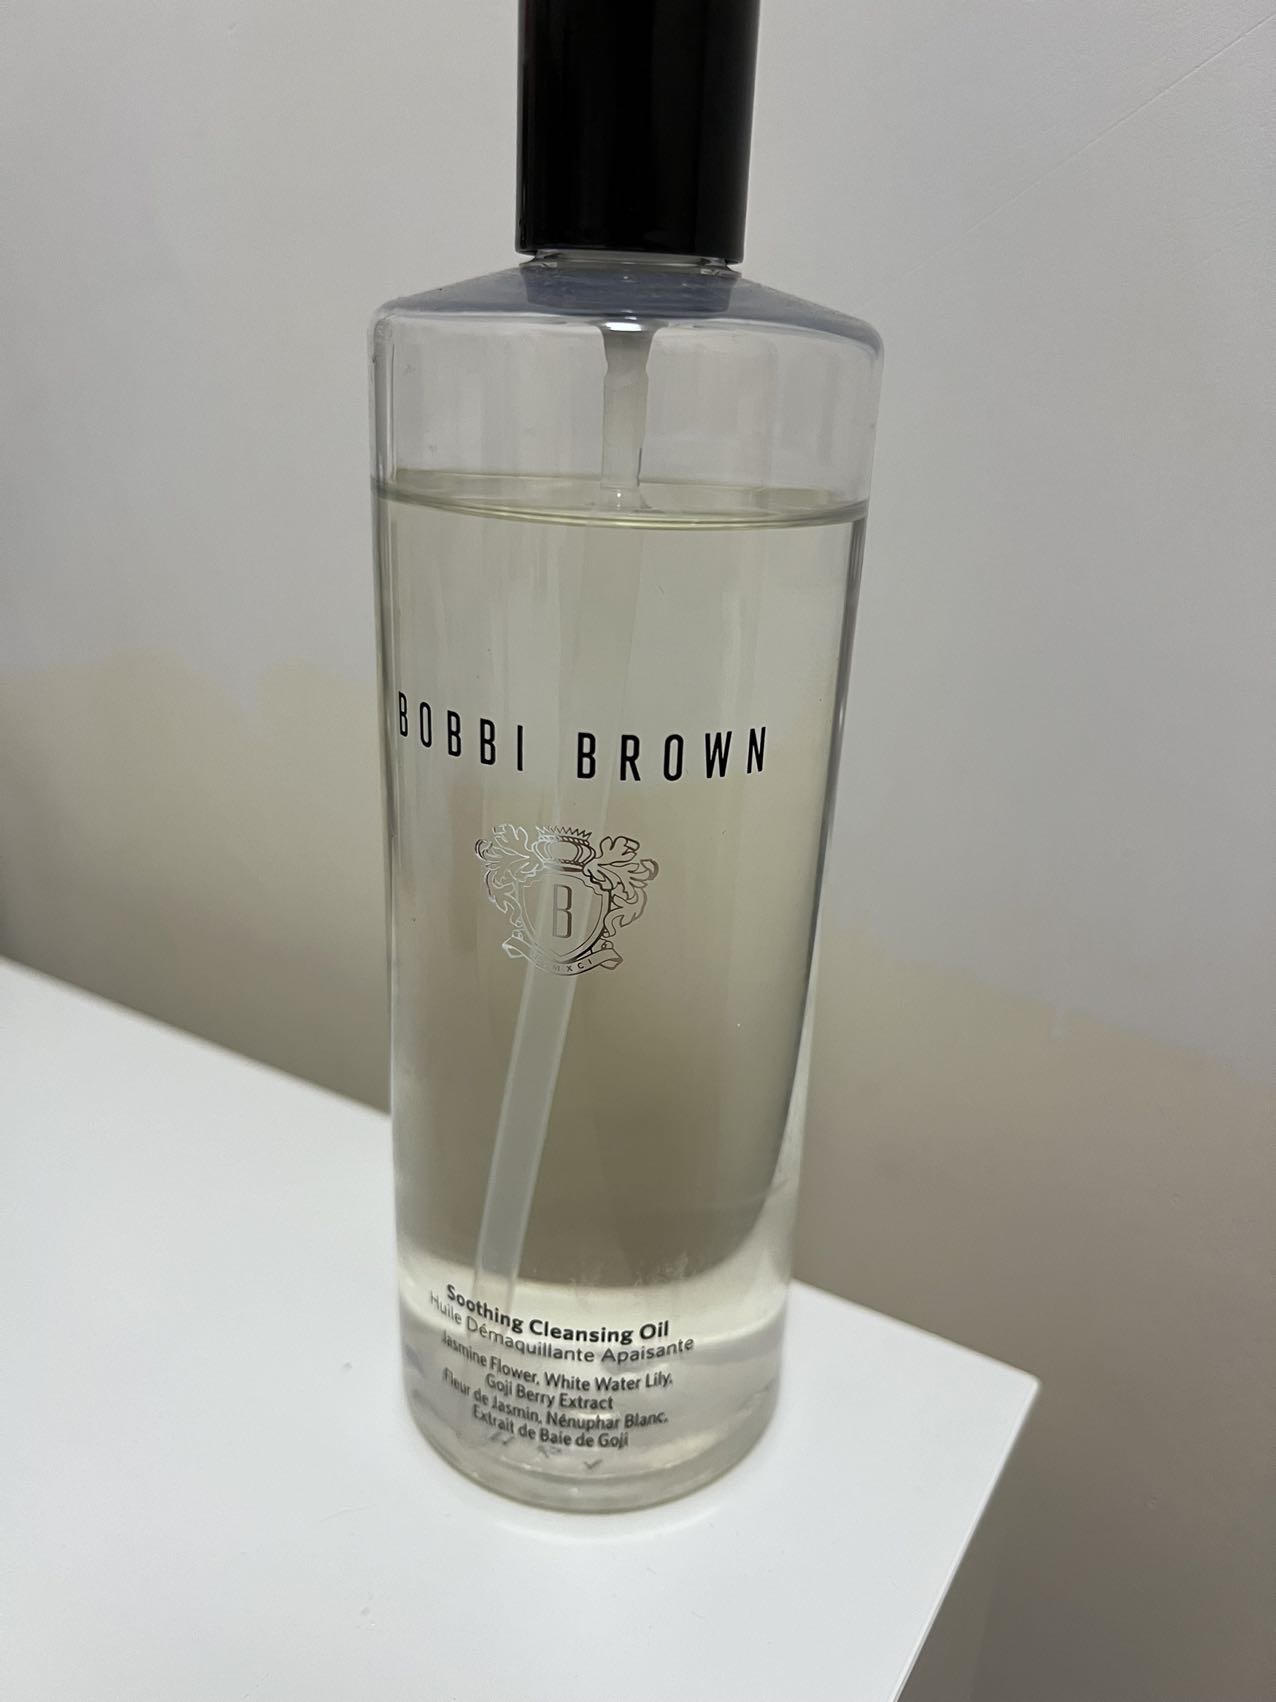 BOBBI BROWN
B
Soothing Cleansing Oil
Huile Démaquillante Apaisante
Jasmine Flower, White Water Lily,
Goji Berry Extract
Fleur de Jasmin, Nénuphar Blanc,
Extrait de Baie de Goji